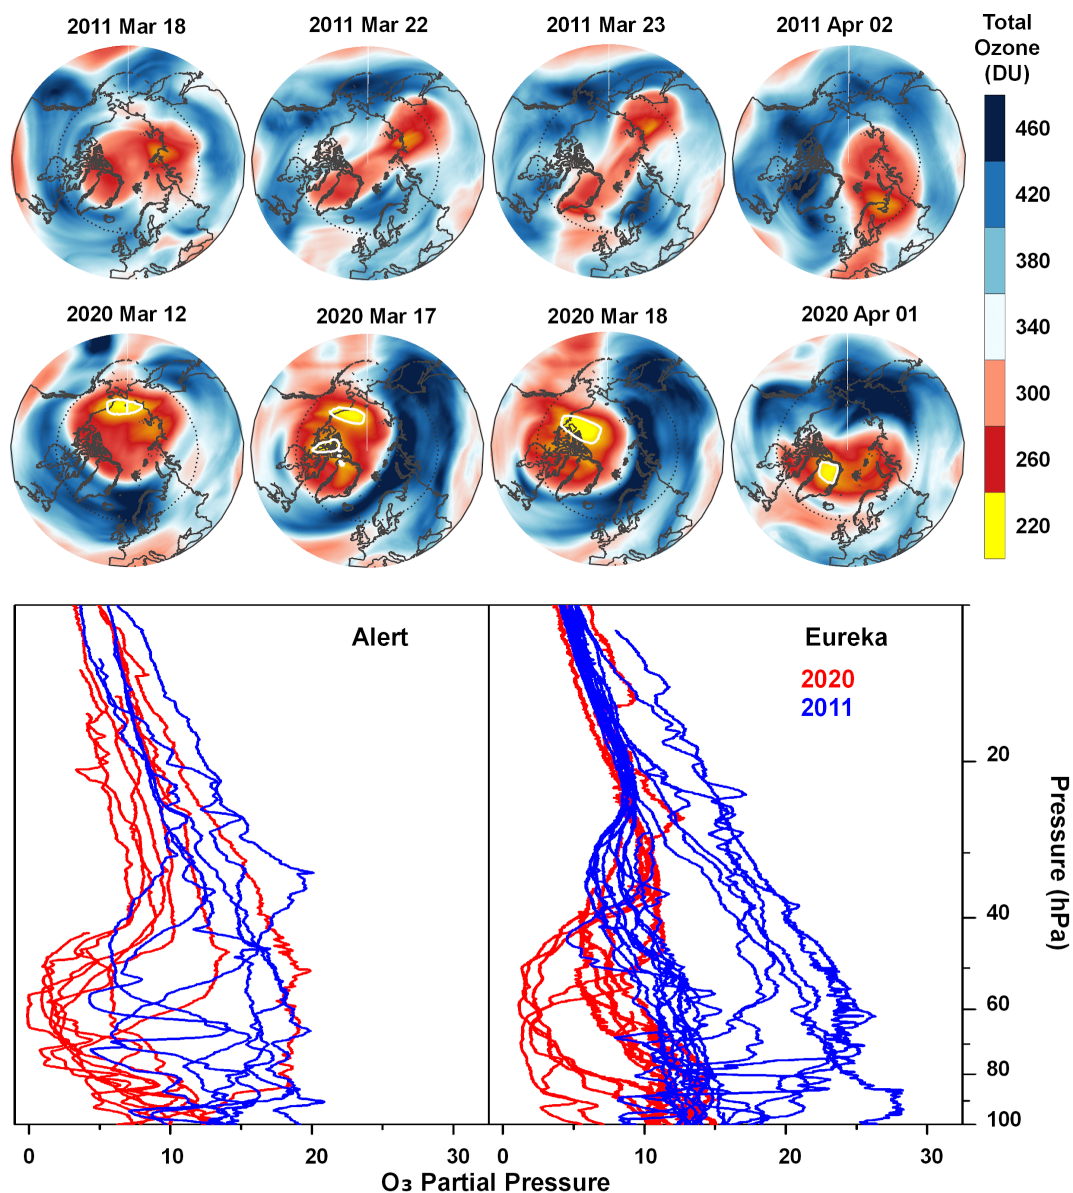 2011 Mar 18
2011 Mar 22
2011 Mar 23
2011 Apr 02
Total
Ozone
(DU)
460
420
380
340
300
260
220
2020 Mar 12
2020 Mar 17
2020 Mar 18
2020 Apr 01
Alert
Eureka
2020
2011
20
40
60
80
100
Pressure (hPa)
0 10 20 30 0 10 20 30
O₃ Partial Pressure